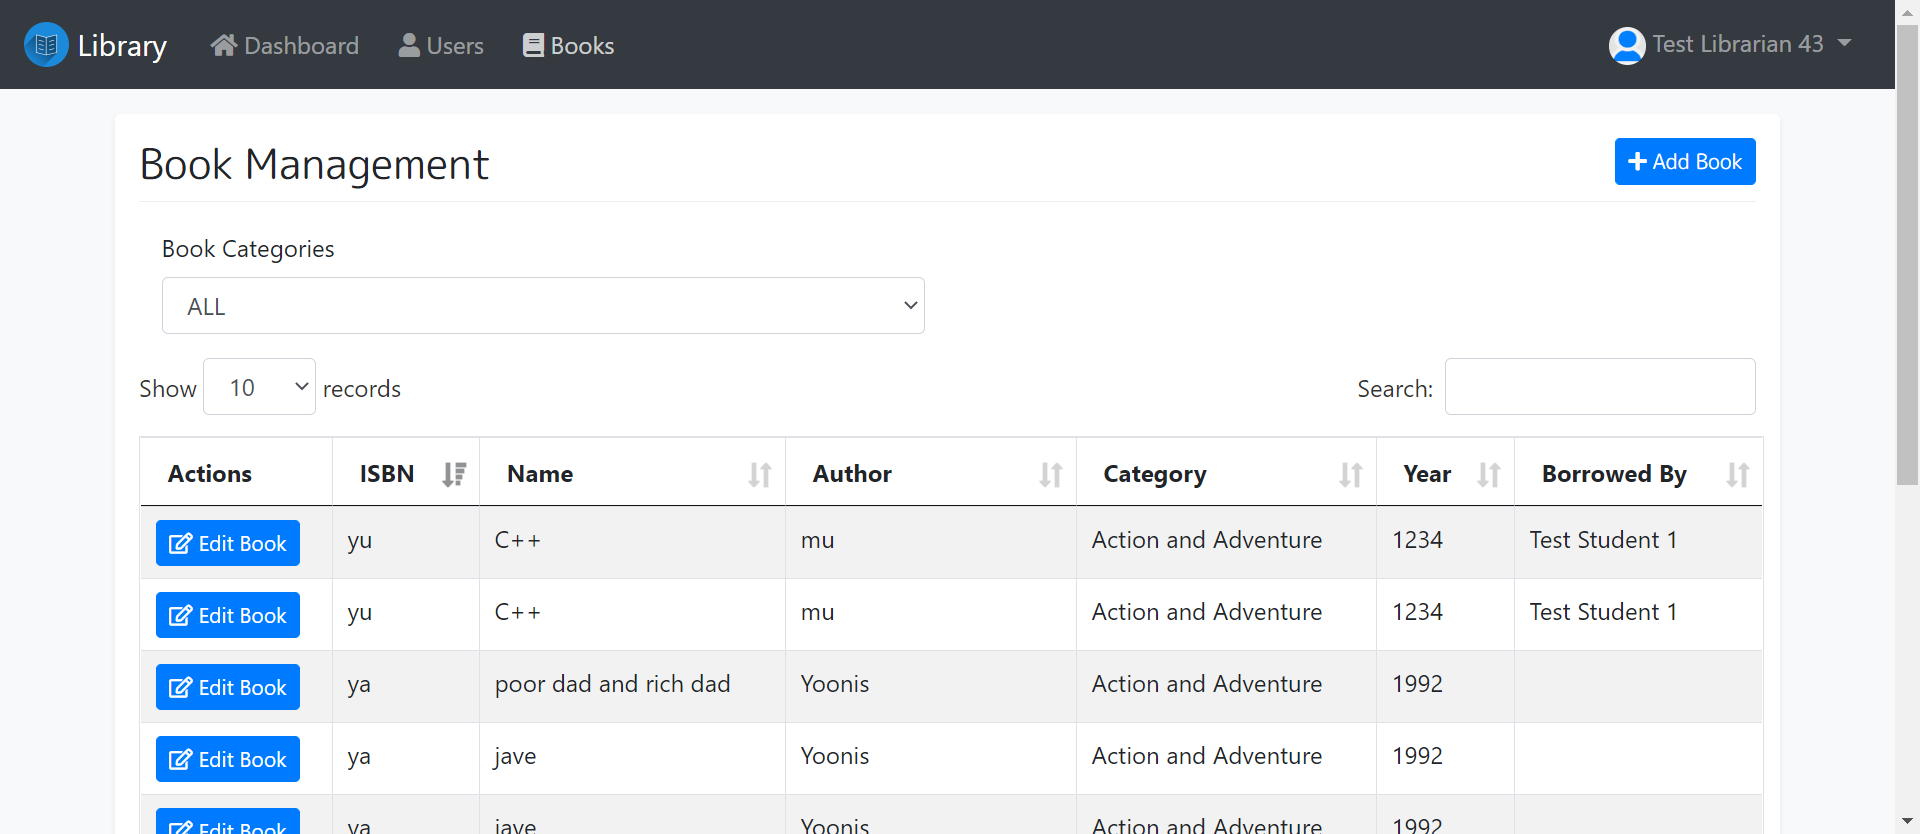 Library Dashboard Users Books Test Librarian 43
Book Management + Add Book
Book Categories
ALL
Show 10 records Search:
Actions ISBN Name Author Category Year Borrowed By
Edit Book yu C++ mu Action and Adventure 1234 Test Student 1
Edit Book yu C++ mu Action and Adventure 1234 Test Student 1
Edit Book ya poor dad and rich dad Yoonis Action and Adventure 1992
Edit Book ya jave Yoonis Action and Adventure 1992
Edit Book ya jave Yoonis Action and Adventure 1992